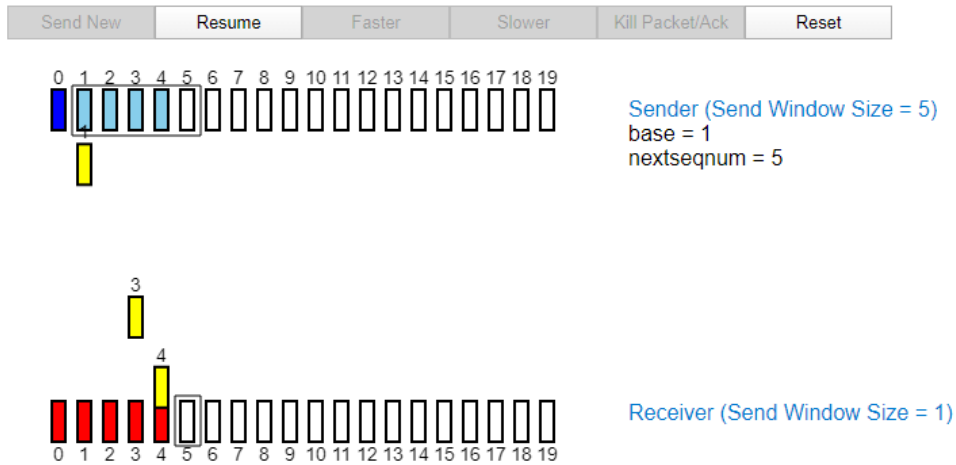 Send New Resume Faster Slower Kill Packet/Ack Reset
0 1 2 3 4 5 6 7 8 9 10 11 12 13 14 15 16 17 18 19
Sender (Send Window Size = 5)
base = 1
nextseqnum = 5
1
3
4
Receiver (Send Window Size = 1)
0 1 2 3 4 5 6 7 8 9 10 11 12 13 14 15 16 17 18 19